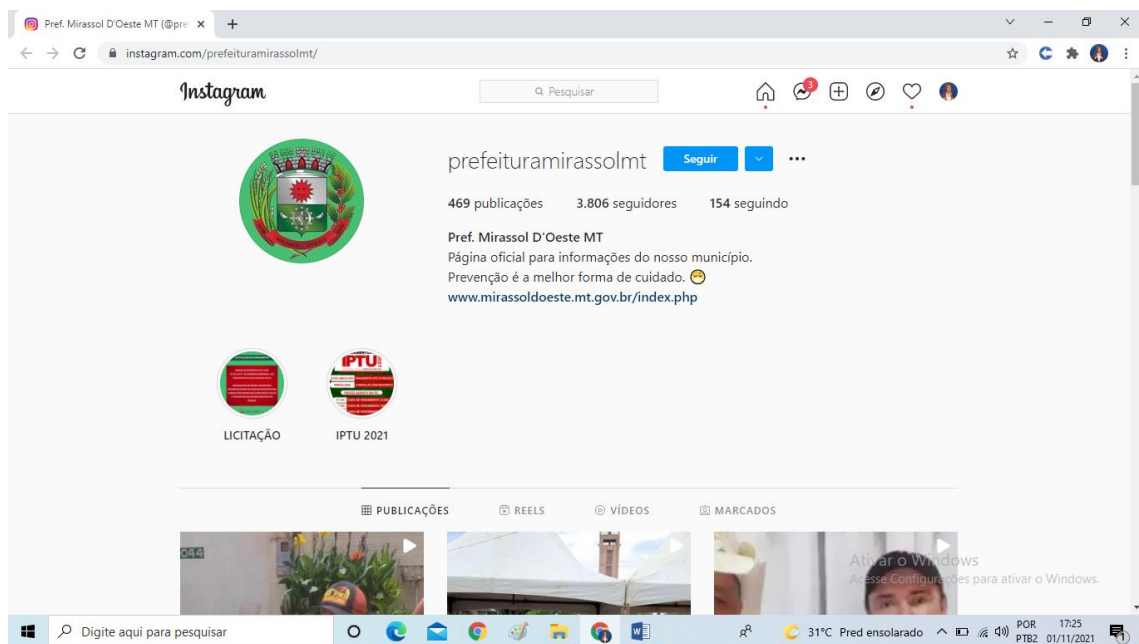 Pref. Mirassol D'Oeste MT (@pre
instagram.com/prefeituramirassolmt/
Instagram
Pesquisar
3
prefeituramirassolmt Seguir
469 publicações 3.806 seguidores 154 seguindo
Pref. Mirassol D'Oeste MT
Página oficial para informações do nosso município.
Prevenção é a melhor forma de cuidado.
www.mirassoldoeste.mt.gov.br/index.php
IPTU
LICITAÇÃO IPTU 2021
PUBLICAÇÕES REELS VÍDEOS MARCADOS
044
Ativar o Windows
Acesse Configurações para ativar o Windows.
Digite aqui para pesquisar
31°C Pred ensolarado
POR 17:25
PTB2 01/11/2021